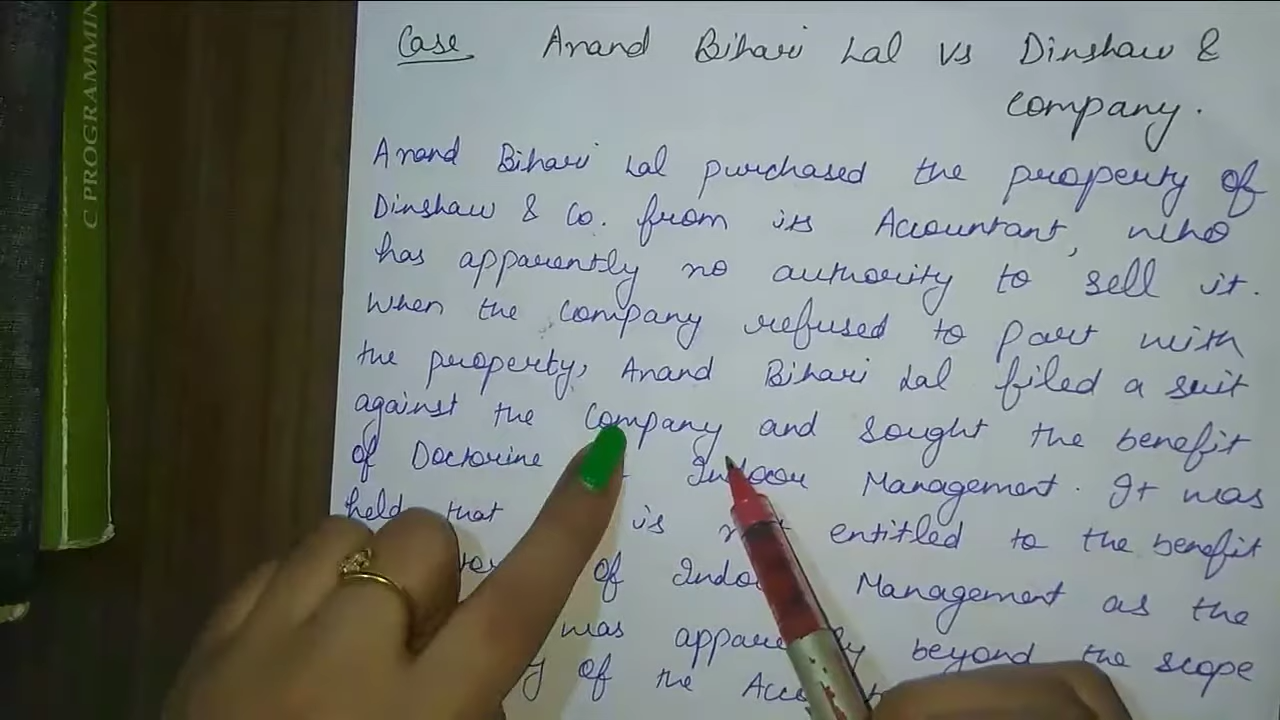 C PROGRAMMIN
Case Anand Bihari Lal vs Dinshaw &
company.
Anand Bihari Lal purchased the property of
Dinshaw & Co. from its Accountant, who
has apparently no authority to sell it.
When the company refused to part with
the property, Anand Bihari Lal filed a suit
against the Company and sought the benefit
of Doctorine Indoor Management. It was
held that is entitled to the benefit
of Management as the
was beyond the scope
of the